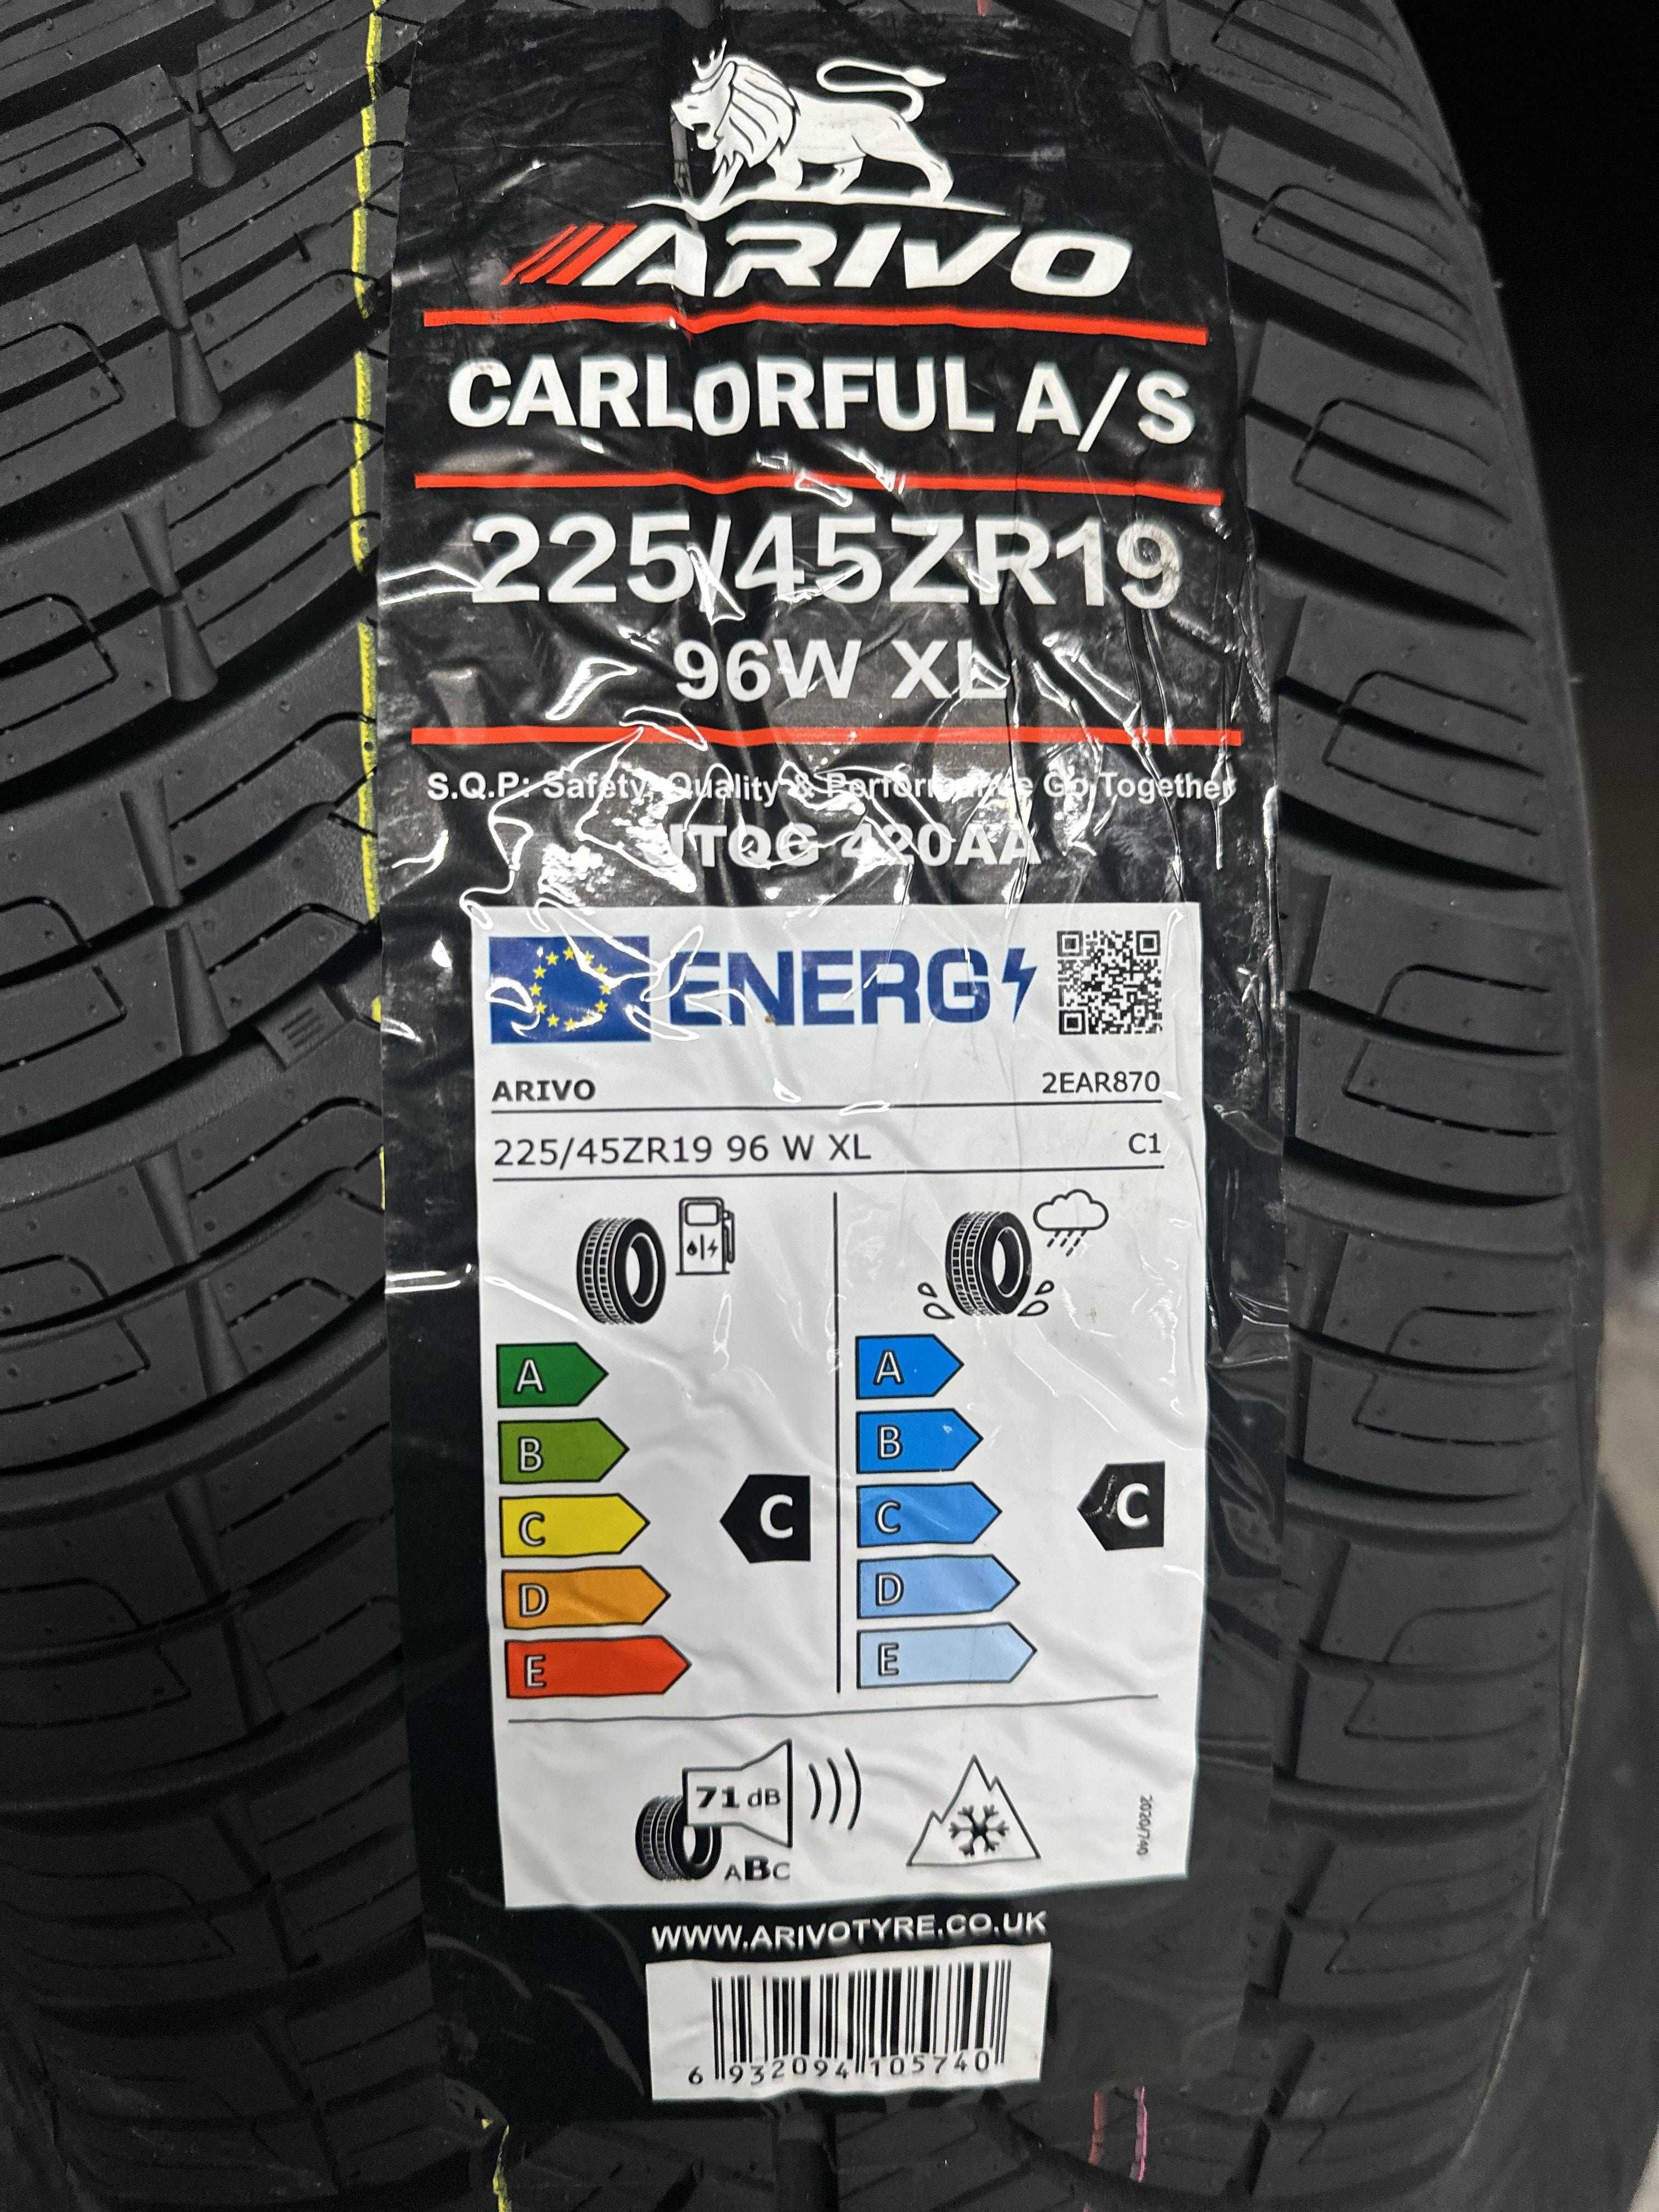 ARIVO
CARLORFUL A/S
225/45ZR19
96W XL
S.Q.P: Safety, Quality & Performance Go Together
UTQG 420AA
ENERG
ARIVO 2EAR870
225/45ZR19 96 W XL C1
A A
B B
C C C C
D D
E E
71 dB
ABC
2020/740
WWW.ARIVOTYRE.CO.UK
6 932094 105740